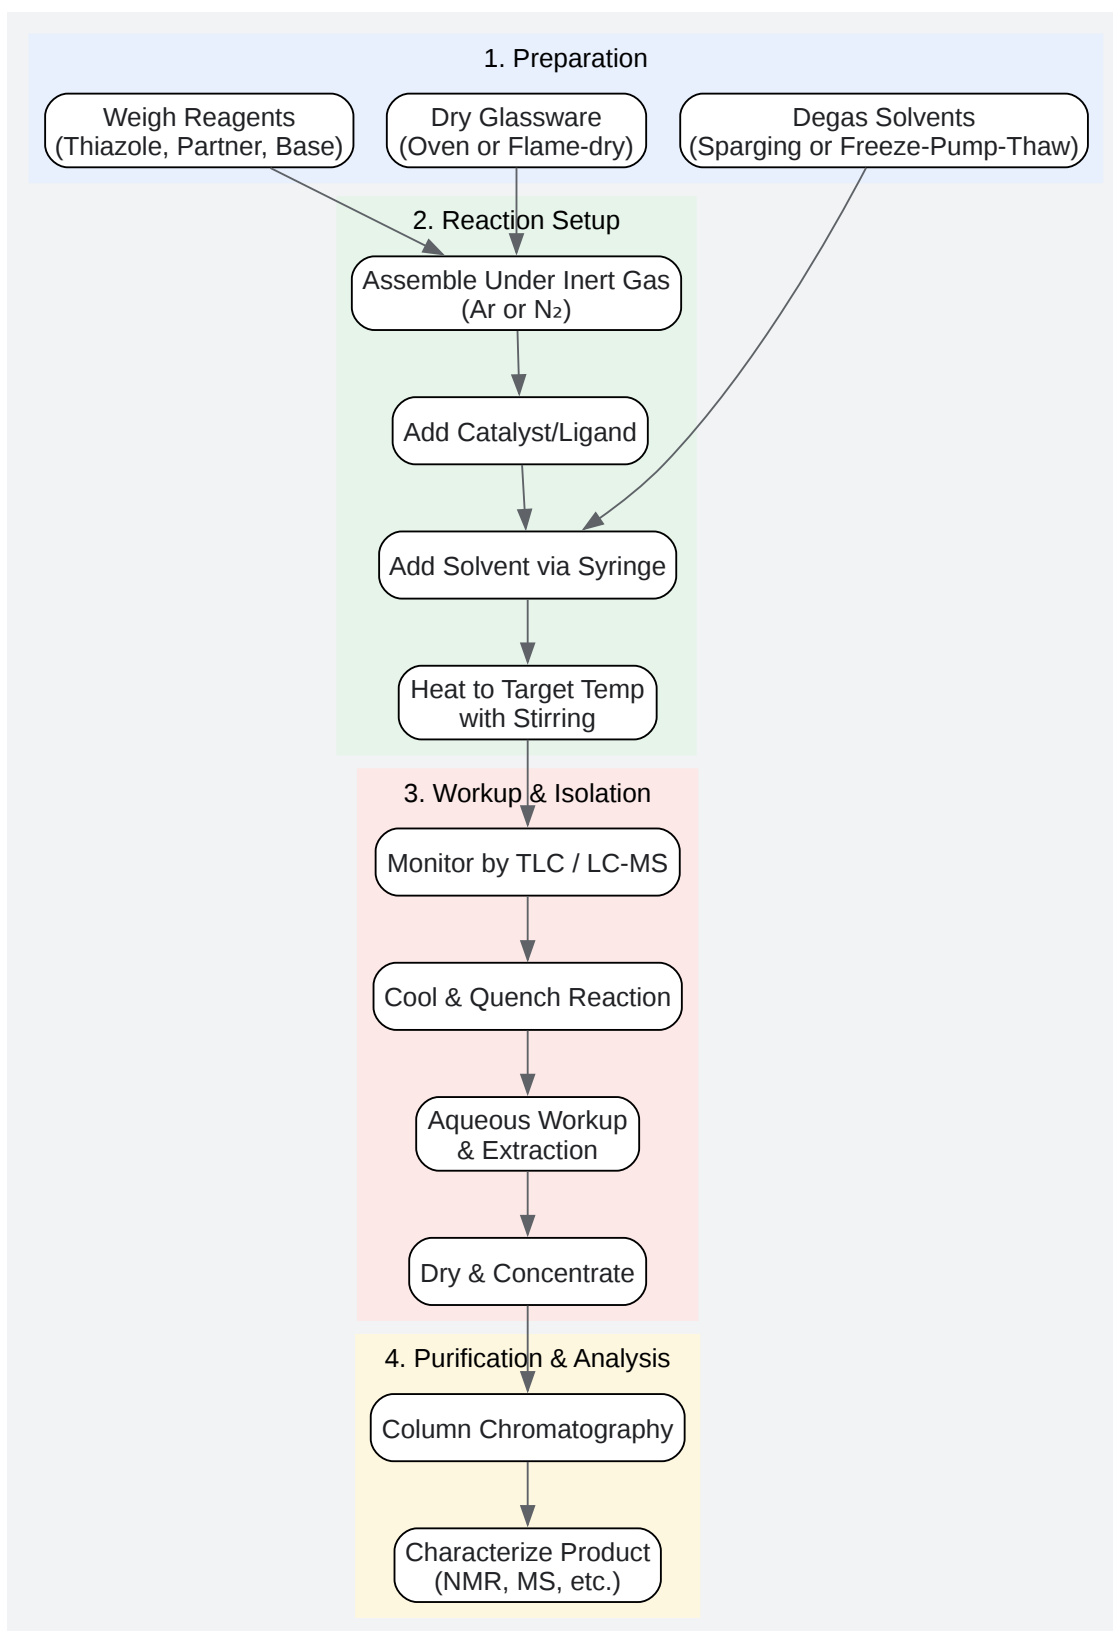 1. Preparation
Weigh Reagents
(Thiazole, Partner, Base)
Dry Glassware
(Oven or Flame-dry)
Degas Solvents
(Sparging or Freeze-Pump-Thaw)
2. Reaction Setup
Assemble Under Inert Gas
(Ar or N₂)
Add Catalyst/Ligand
Add Solvent via Syringe
Heat to Target Temp
with Stirring
3. Workup & Isolation
Monitor by TLC / LC-MS
Cool & Quench Reaction
Aqueous Workup
& Extraction
Dry & Concentrate
4. Purification & Analysis
Column Chromatography
Characterize Product
(NMR, MS, etc.)